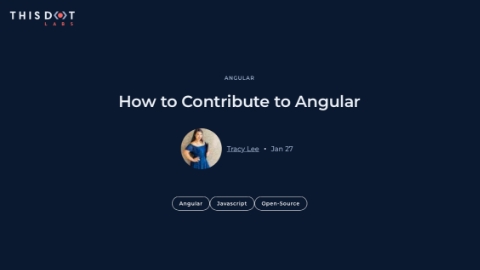 THIS DOT
LABS
ANGULAR
How to Contribute to Angular
Tracy Lee • Jan 27
Angular Javascript Open-Source